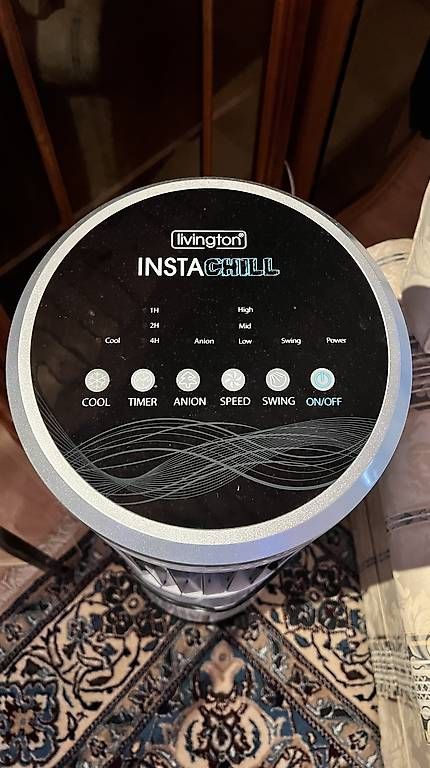 livington®
INSTACHILL
1H High
2H Mid
Cool 4H Anion Low Swing Power
COOL TIMER ANION SPEED SWING ON/OFF